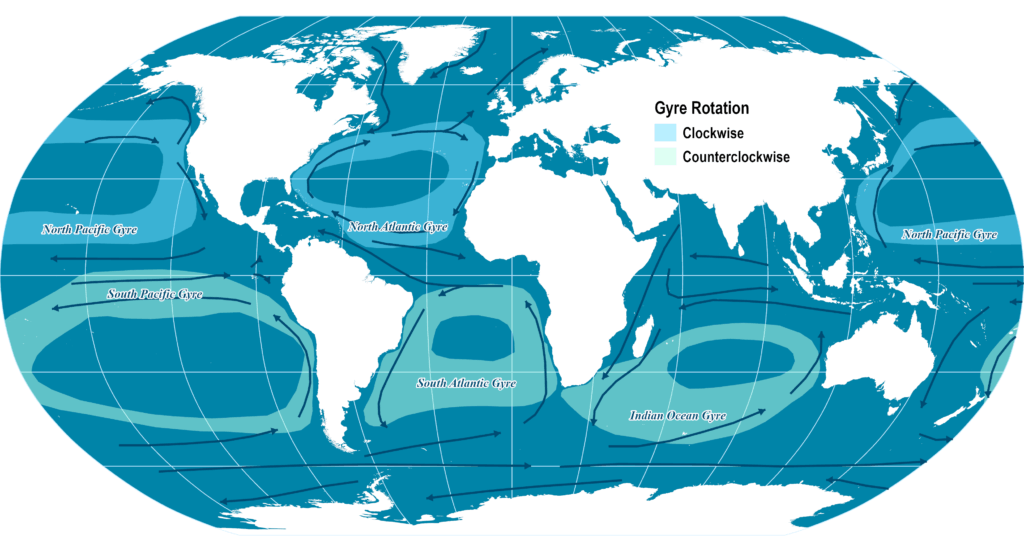 Gyre Rotation
Clockwise
Counterclockwise
North Pacific Gyre
North Atlantic Gyre
North Pacific Gyre
South Pacific Gyre
South Atlantic Gyre
Indian Ocean Gyre